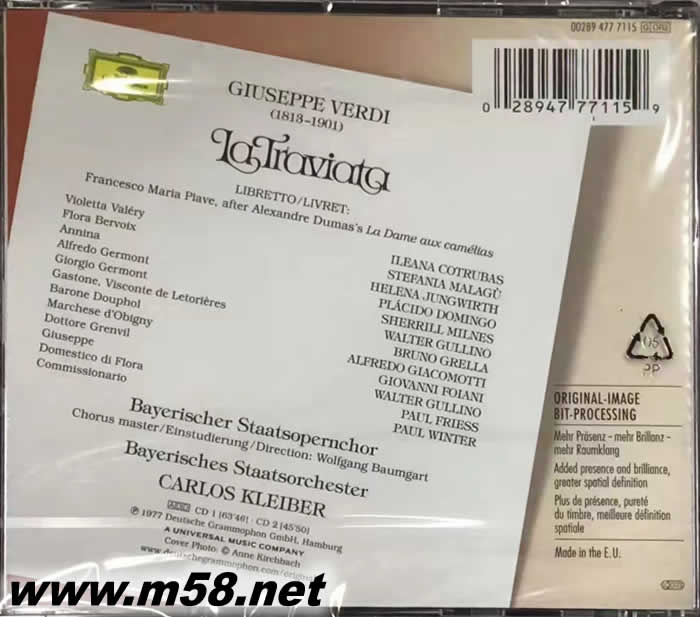 00289 477 7115 GOR2
0 28947 77115 9
GIUSEPPE VERDI
(1813–1901)
La Traviata
LIBRETTO/LIVRET:
Francesco Maria Piave, after Alexandre Dumas's La Dame aux camélias
Violetta Valéry ILEANA COTRUBAS
Flora Bervoix STEFANIA MALAGÙ
Annina HELENA JUNGWIRTH
Alfredo Germont PLÁCIDO DOMINGO
Giorgio Germont SHERRILL MILNES
Gastone, Visconte de Letorières WALTER GULLINO
Barone Douphol BRUNO GRELLA
Marchese d'Obigny ALFREDO GIACOMOTTI
Dottore Grenvil GIOVANNI FOIANI
Giuseppe WALTER GULLINO
Domestico di Flora PAUL FRIESS
Commissionario PAUL WINTER
Bayerischer Staatsopernchor
Chorus master/Einstudierung/Direction: Wolfgang Baumgart
Bayerisches Staatsorchester
CARLOS KLEIBER
ADD CD 1 [63'46] · CD 2 [45'50]
℗ 1977 Deutsche Grammophon GmbH, Hamburg
A UNIVERSAL MUSIC COMPANY
Cover Photo: © Anne Kirchbach
www.deutschegrammophon.com/origin
05
PP
ORIGINAL-IMAGE
BIT-PROCESSING
Mehr Präsenz – mehr Brillanz –
mehr Raumklang
Added presence and brilliance,
greater spatial definition
Plus de présence, pureté
du timbre, meilleure définition
spatiale
Made in the E.U.
www.m58.net